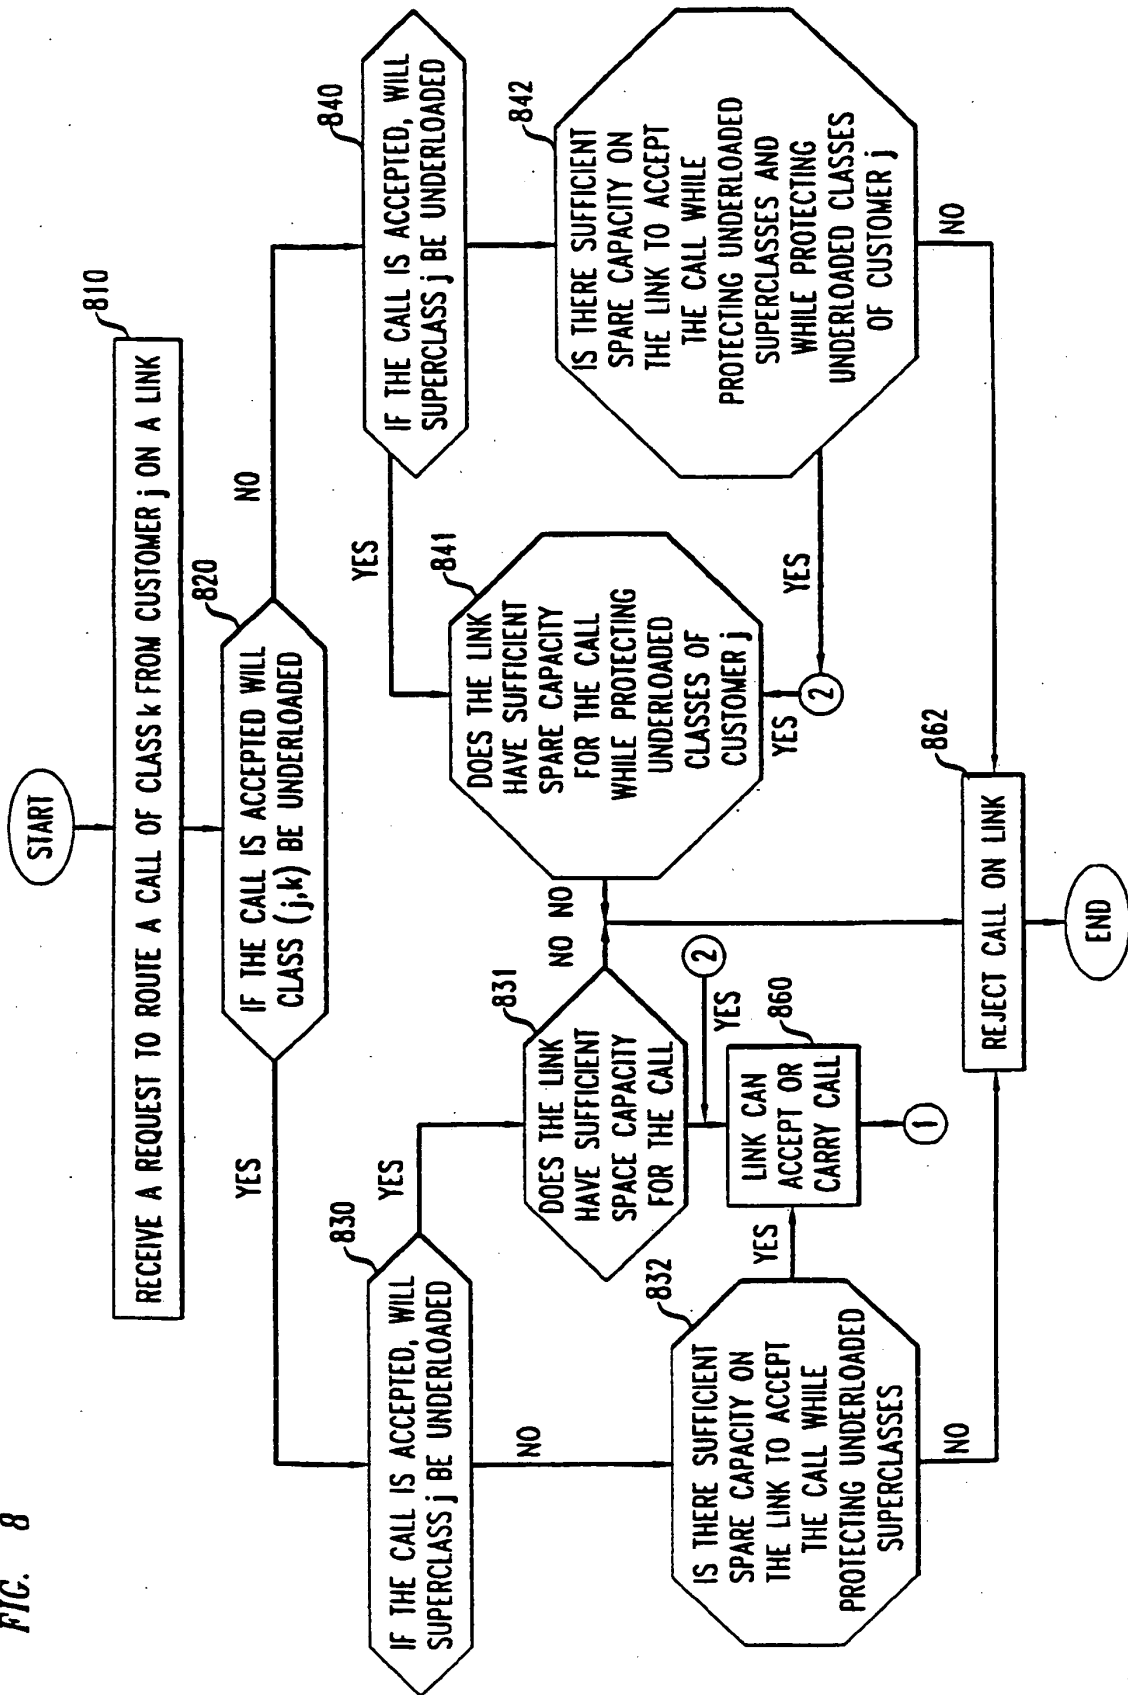 FIG. 8
START
810
RECEIVE A REQUEST TO ROUTE A CALL OF CLASS k FROM CUSTOMER j ON A LINK
820
IF THE CALL IS ACCEPTED WILL
CLASS (j,k) BE UNDERLOADED
YES
NO
830
IF THE CALL IS ACCEPTED, WILL
SUPERCLASS j BE UNDERLOADED
YES
NO
840
IF THE CALL IS ACCEPTED, WILL
SUPERCLASS j BE UNDERLOADED
YES
831
DOES THE LINK
HAVE SUFFICIENT
SPACE CAPACITY
FOR THE CALL
NO
841
DOES THE LINK
HAVE SUFFICIENT
SPARE CAPACITY
FOR THE CALL
WHILE PROTECTING
UNDERLOADED
CLASSES OF
CUSTOMER j
NO
YES
842
IS THERE SUFFICIENT
SPARE CAPACITY ON
THE LINK TO ACCEPT
THE CALL WHILE
PROTECTING UNDERLOADED
SUPERCLASSES AND
WHILE PROTECTING
UNDERLOADED CLASSES
OF CUSTOMER j
YES
NO
2
832
IS THERE SUFFICIENT
SPARE CAPACITY ON
THE LINK TO ACCEPT
THE CALL WHILE
PROTECTING UNDERLOADED
SUPERCLASSES
YES
NO
2
YES
860
LINK CAN
ACCEPT OR
CARRY CALL
1
862
REJECT CALL ON LINK
END